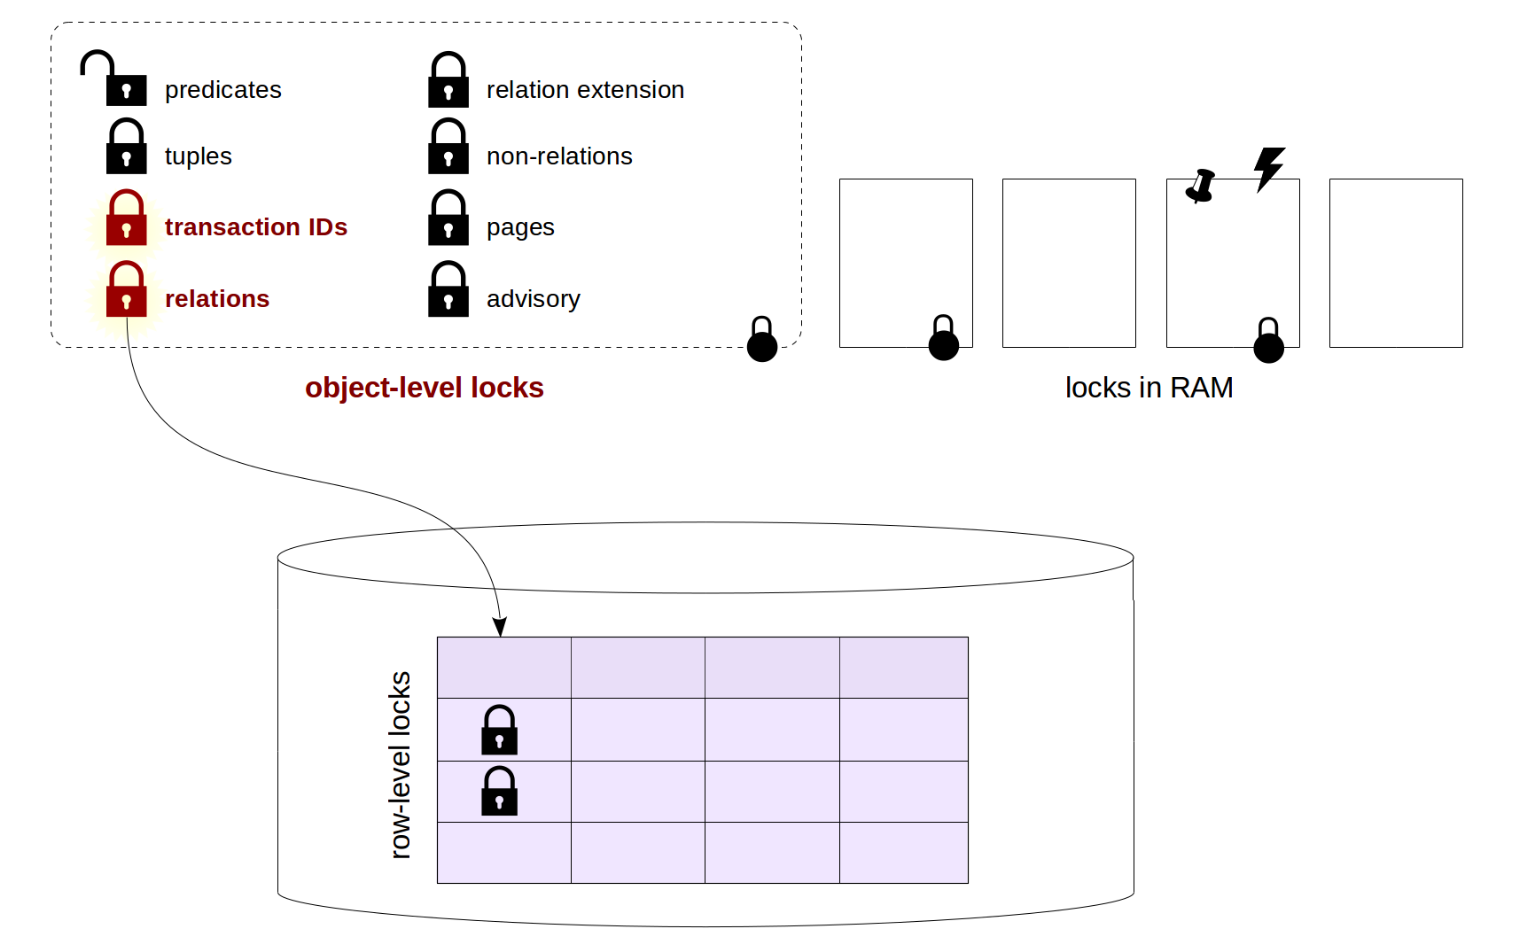 predicates
relation extension
tuples
non-relations
transaction IDs
pages
relations
advisory
object-level locks
locks in RAM
row-level locks